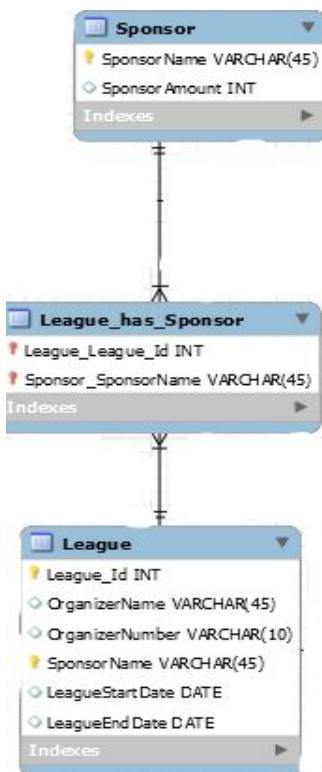 Sponsor
SponsorName VARCHAR(45)
SponsorAmount INT
Indexes
League_has_Sponsor
League_League_Id INT
Sponsor_SponsorName VARCHAR(45)
Indexes
League
League_Id INT
OrganizerName VARCHAR(45)
OrganizerNumber VARCHAR(10)
SponsorName VARCHAR(45)
LeagueStartDate DATE
LeagueEndDate DATE
Indexes